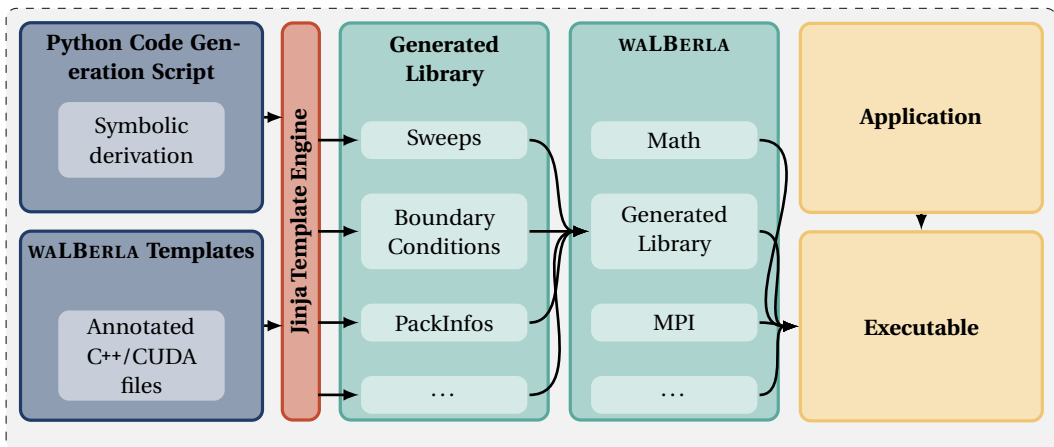 Python Code Gen-
eration Script
Symbolic
derivation
WALBERLA Templates
Annotated
C++/CUDA
files
Jinja Template Engine
Generated
Library
Sweeps
Boundary
Conditions
PackInfos
...
WALBERLA
Math
Generated
Library
MPI
...
Application
Executable